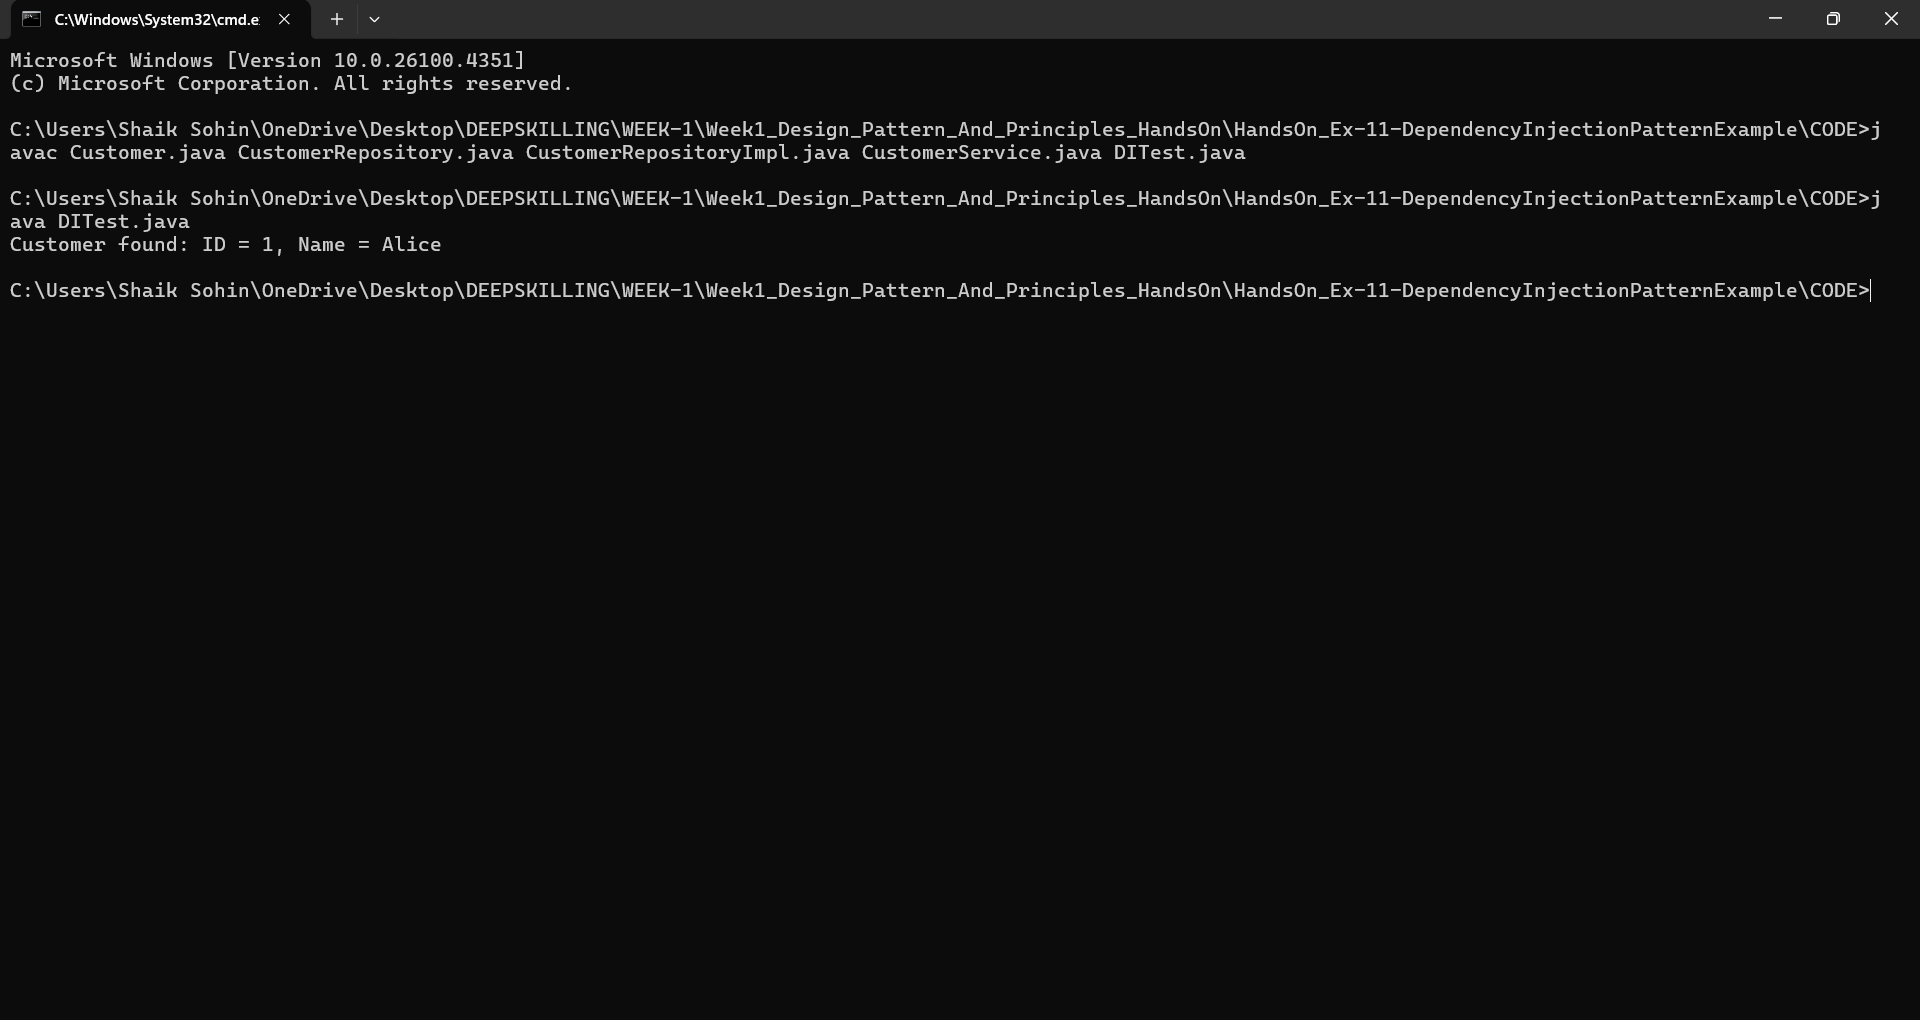 C:\Windows\System32\cmd.e
Microsoft Windows [Version 10.0.26100.4351]
(c) Microsoft Corporation. All rights reserved.
C:\Users\Shaik Sohin\OneDrive\Desktop\DEEPSKILLING\WEEK-1\Week1_Design_Pattern_And_Principles_HandsOn\HandsOn_Ex-11-DependencyInjectionPatternExample\CODE>j
avac Customer.java CustomerRepository.java CustomerRepositoryImpl.java CustomerService.java DITest.java
C:\Users\Shaik Sohin\OneDrive\Desktop\DEEPSKILLING\WEEK-1\Week1_Design_Pattern_And_Principles_HandsOn\HandsOn_Ex-11-DependencyInjectionPatternExample\CODE>j
ava DITest.java
Customer found: ID = 1, Name = Alice
C:\Users\Shaik Sohin\OneDrive\Desktop\DEEPSKILLING\WEEK-1\Week1_Design_Pattern_And_Principles_HandsOn\HandsOn_Ex-11-DependencyInjectionPatternExample\CODE>